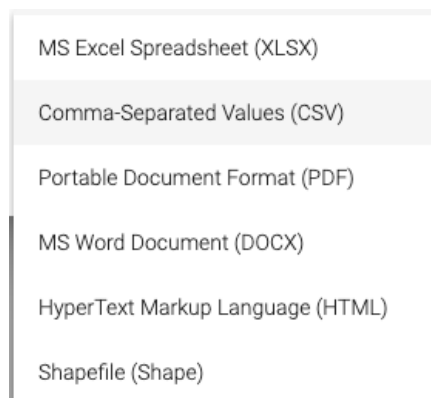 MS Excel Spreadsheet (XLSX)
Comma-Separated Values (CSV)
Portable Document Format (PDF)
MS Word Document (DOCX)
HyperText Markup Language (HTML)
Shapefile (Shape)